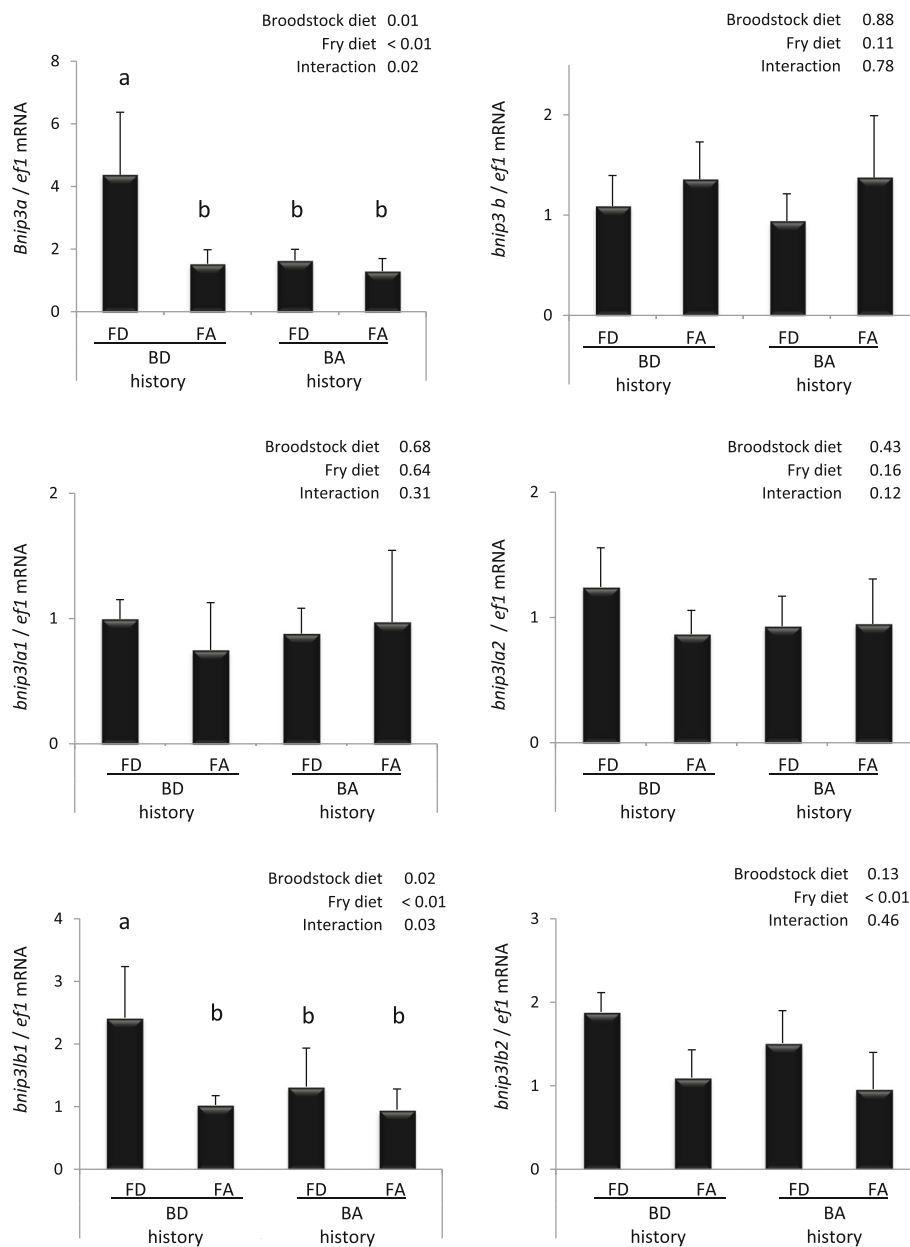 Broodstock diet 0.01
Fry diet < 0.01
Interaction 0.02
Bnip3a / ef1 mRNA
8
6
4
2
0
a
b
b
b
FD FA FD FA
BD BA
history history
Broodstock diet 0.88
Fry diet 0.11
Interaction 0.78
bnip3 b / ef1 mRNA
2
1
0
FD FA FD FA
BD BA
history history
Broodstock diet 0.68
Fry diet 0.64
Interaction 0.31
bnip3la1 / ef1 mRNA
2
1
0
FD FA FD FA
BD BA
history history
Broodstock diet 0.43
Fry diet 0.16
Interaction 0.12
bnip3la2 / ef1 mRNA
2
1
0
FD FA FD FA
BD BA
history history
Broodstock diet 0.02
Fry diet < 0.01
Interaction 0.03
bnip3lb1 / ef1 mRNA
4
3
2
1
0
a
b
b
b
FD FA FD FA
BD BA
history history
Broodstock diet 0.13
Fry diet < 0.01
Interaction 0.46
bnip3lb2 / ef1 mRNA
3
2
1
0
FD FA FD FA
BD BA
history history